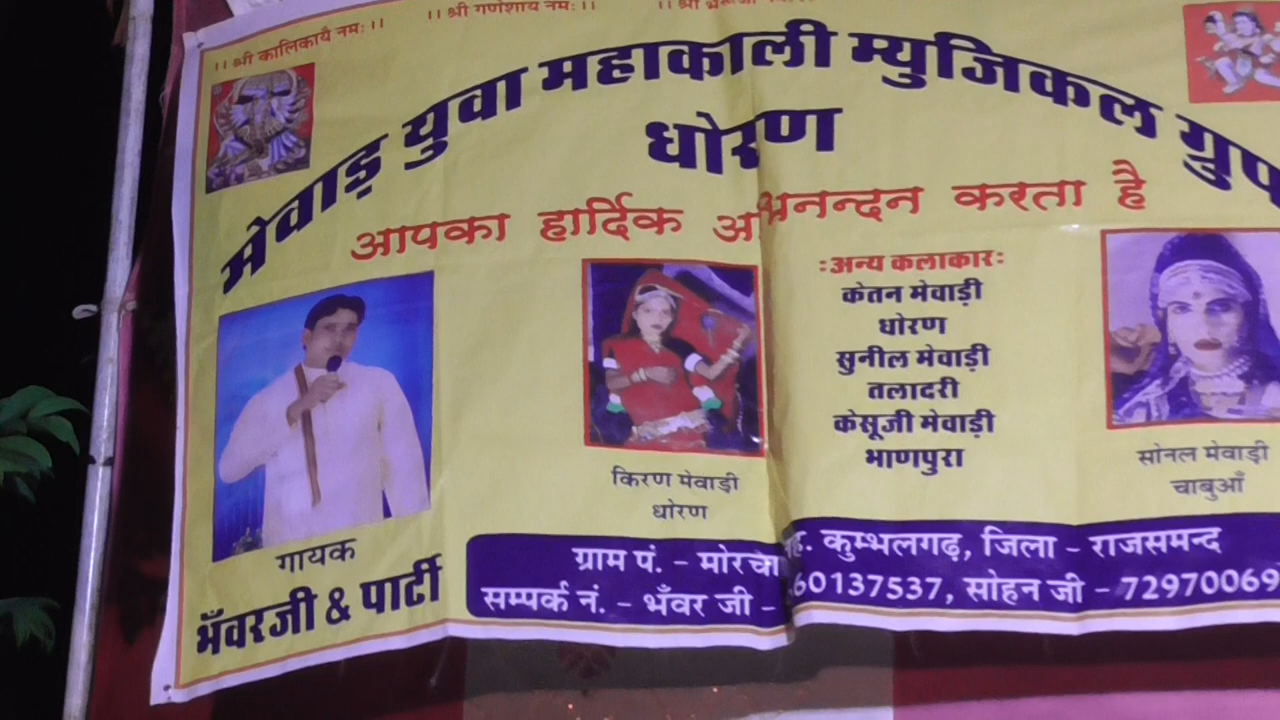 ।। श्री कालिकायै नमः ।।
।। श्री गणेशाय नमः ।।
।। श्री
मेवाड़ युवा महाकाली म्युजिकल ग्रुप
धोरण
आपका हार्दिक अभिनन्दन करता है
गायक
भँवरजी & पार्टी
किरण मेवाड़ी
धोरण
:अन्य कलाकार:
केतन मेवाड़ी
धोरण
सुनील मेवाड़ी
तलादरी
केसूजी मेवाड़ी
भाणपुरा
सोनल मेवाड़ी
चाबुआँ
ग्राम पं. - मोरचा ह. कुम्भलगढ़, जिला - राजसमन्द
सम्पर्क नं. - भँवर जी - 60137537, सोहन जी - 72970069